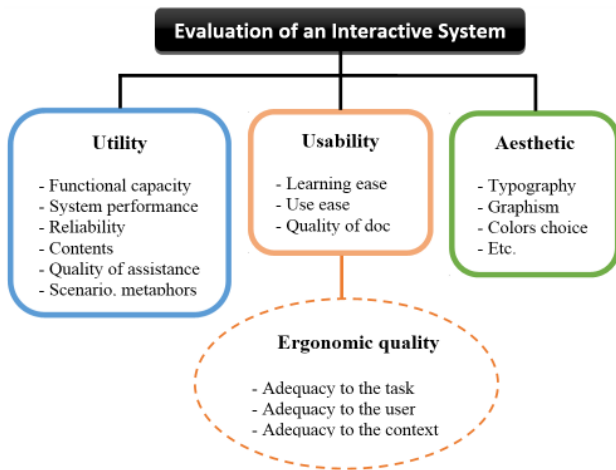 Evaluation of an Interactive System
Utility
- Functional capacity
- System performance
- Reliability
- Contents
- Quality of assistance
- Scenario, metaphors
Usability
- Learning ease
- Use ease
- Quality of doc
Aesthetic
- Typography
- Graphism
- Colors choice
- Etc.
Ergonomic quality
- Adequacy to the task
- Adequacy to the user
- Adequacy to the context